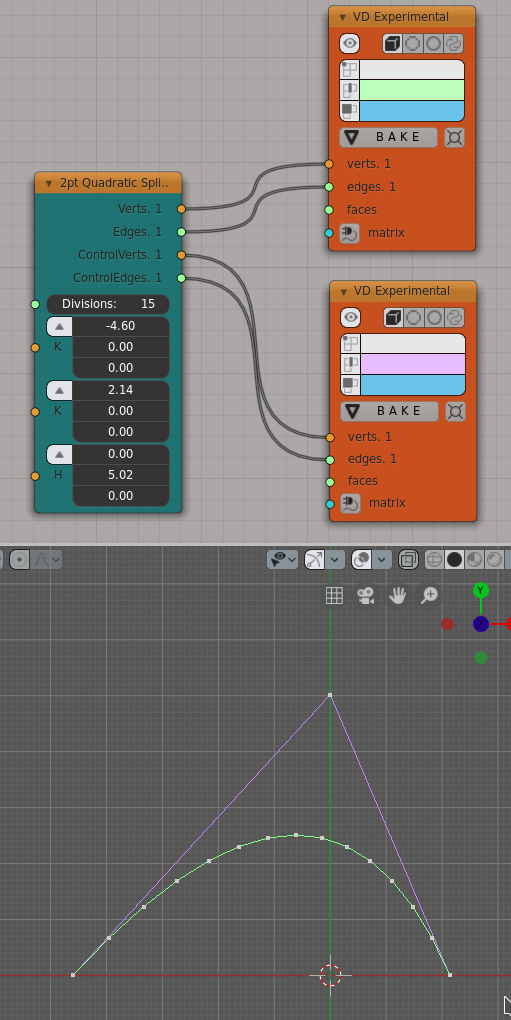 VD Experimental
BAKE
verts. 1
edges. 1
faces
matrix
2pt Quadratic Spli..
Verts. 1
Edges. 1
ControlVerts. 1
ControlEdges. 1
Divisions: 15
-4.60
K 0.00
0.00
2.14
K 0.00
0.00
0.00
H 5.02
0.00
VD Experimental
BAKE
verts. 1
edges. 1
faces
matrix
Y
Z